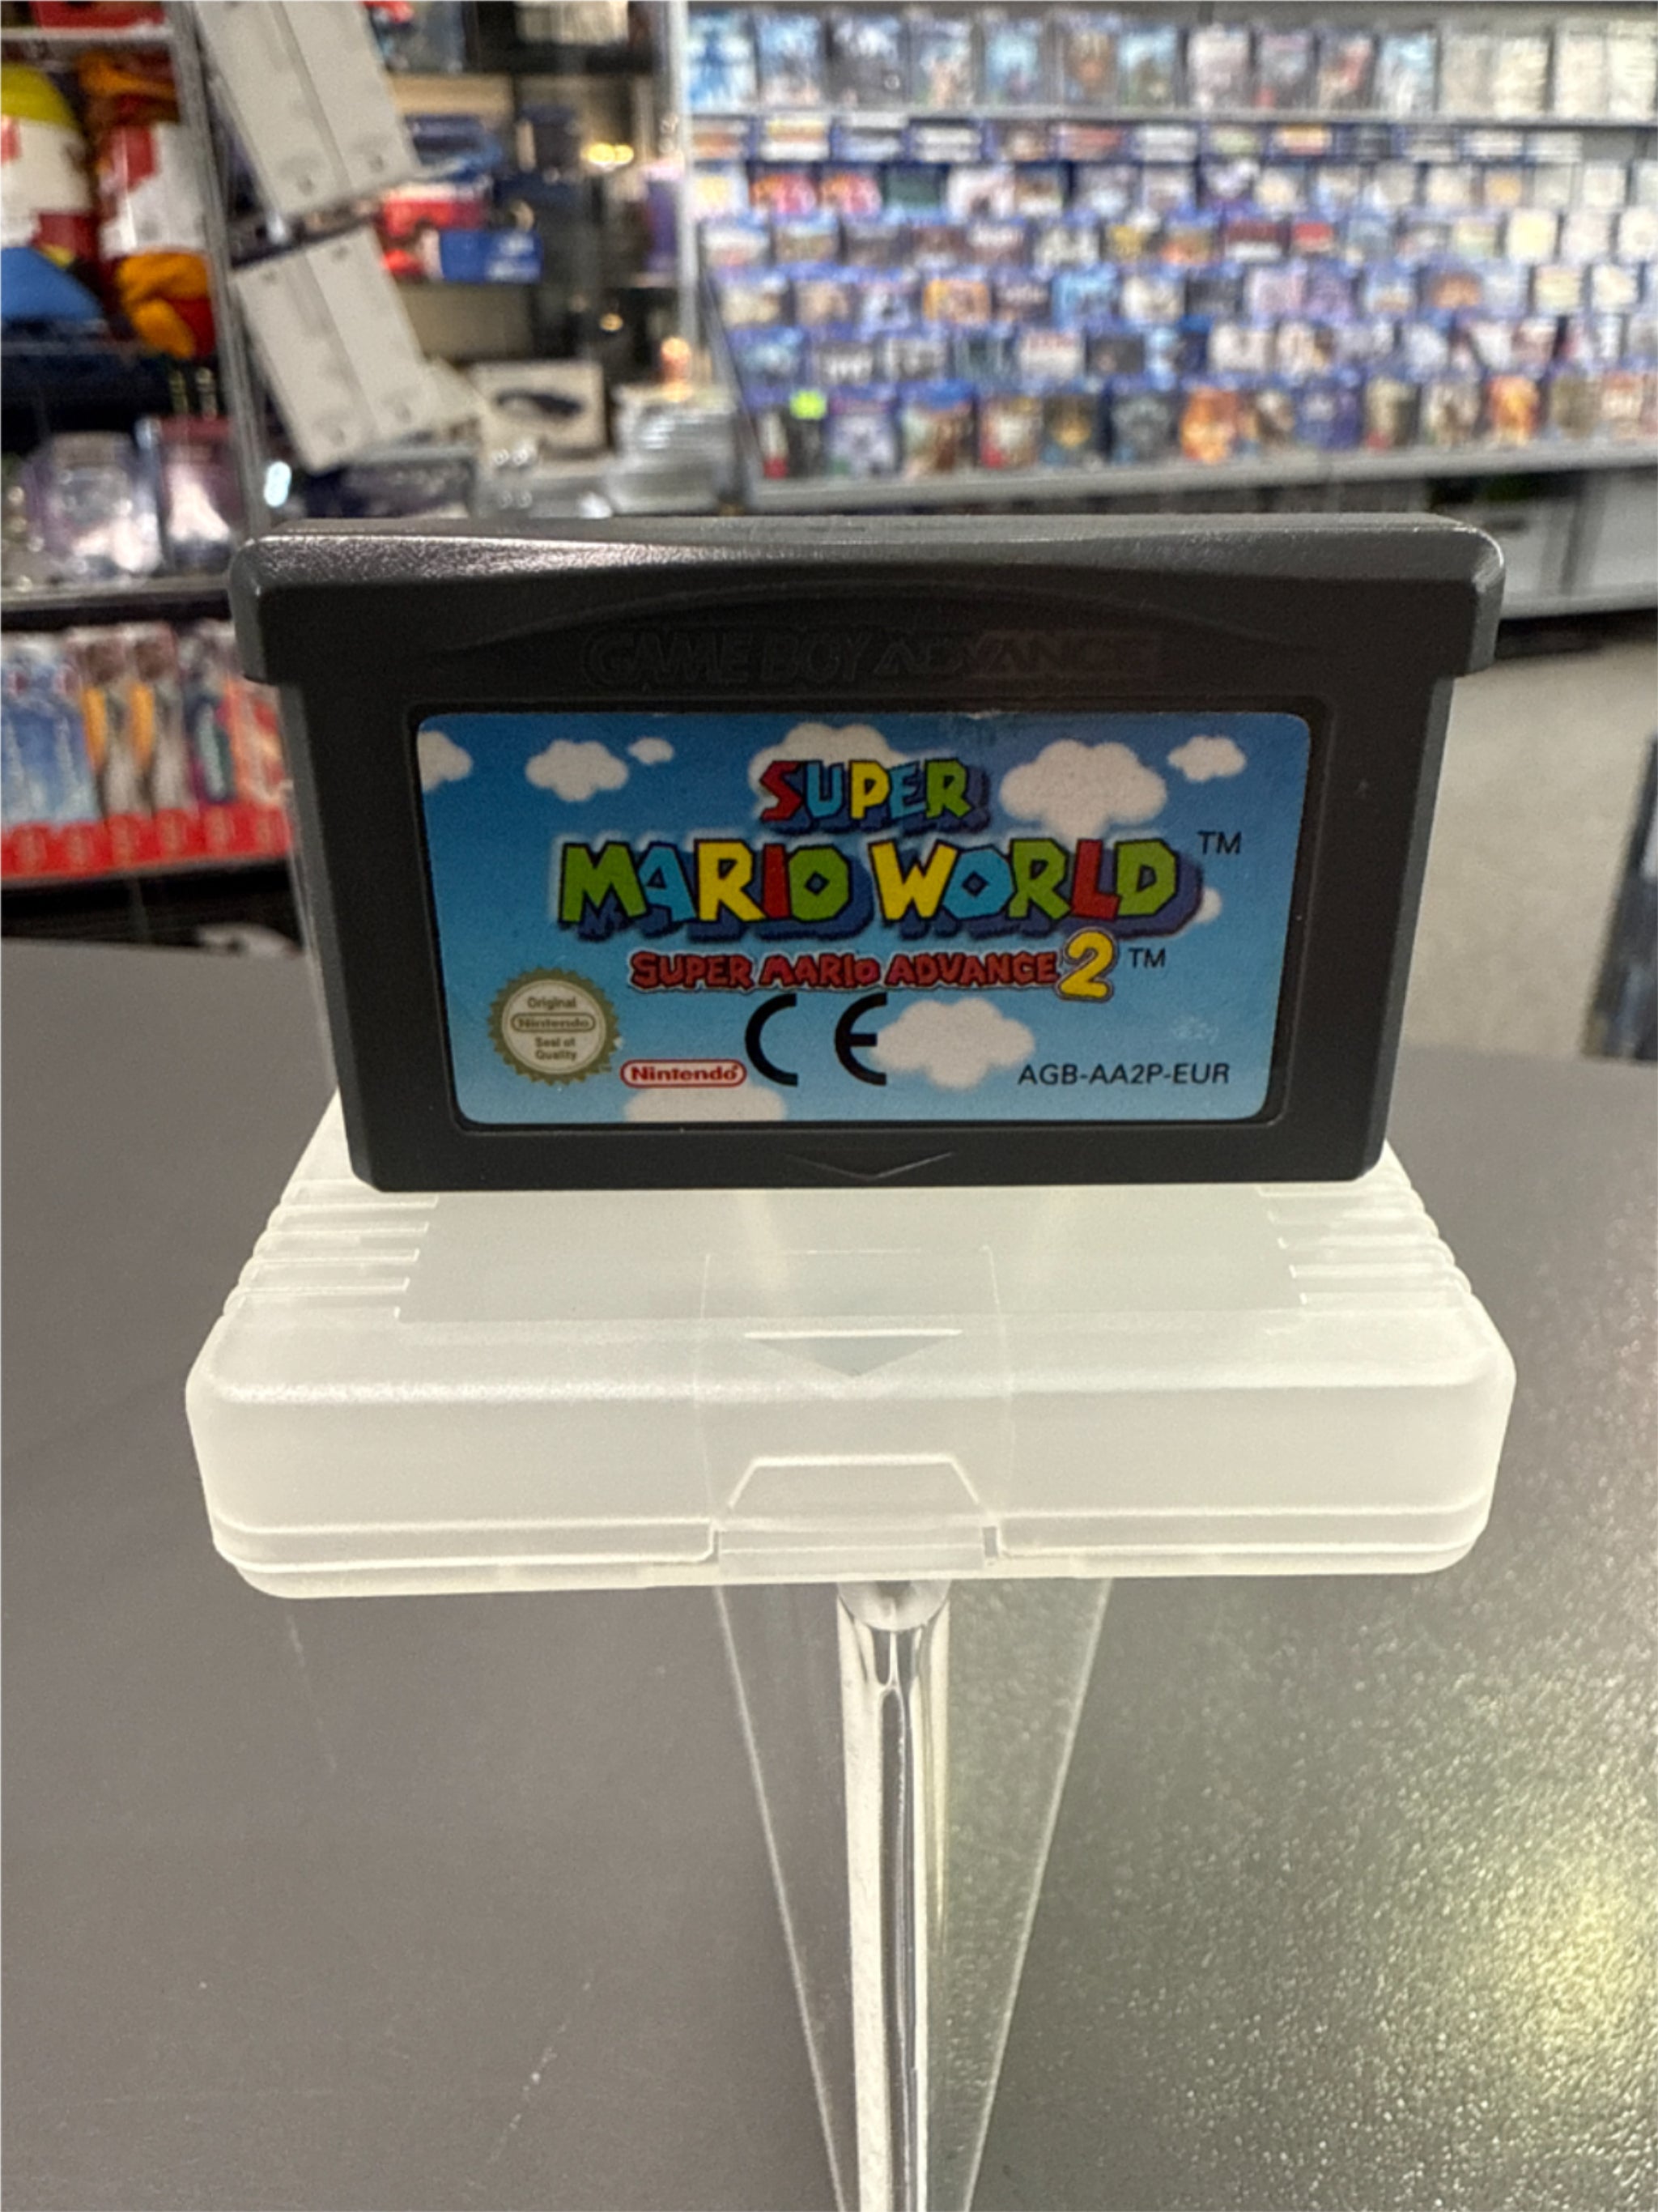 GAME BOY ADVANCE
SUPER
MARIO WORLD TM
SUPER MARIO ADVANCE 2 TM
Original
Nintendo
Seal of
Quality
Nintendo
CE
AGB-AA2P-EUR